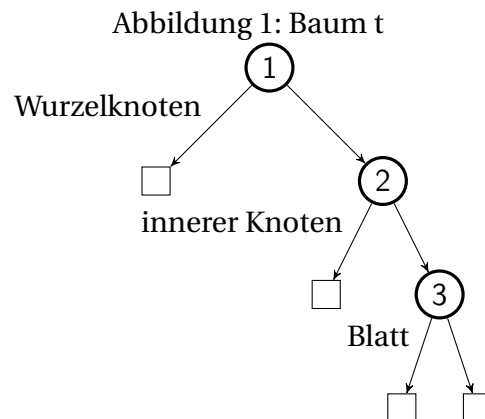 Abbildung 1: Baum t
1
Wurzelknoten
2
innerer Knoten
3
Blatt